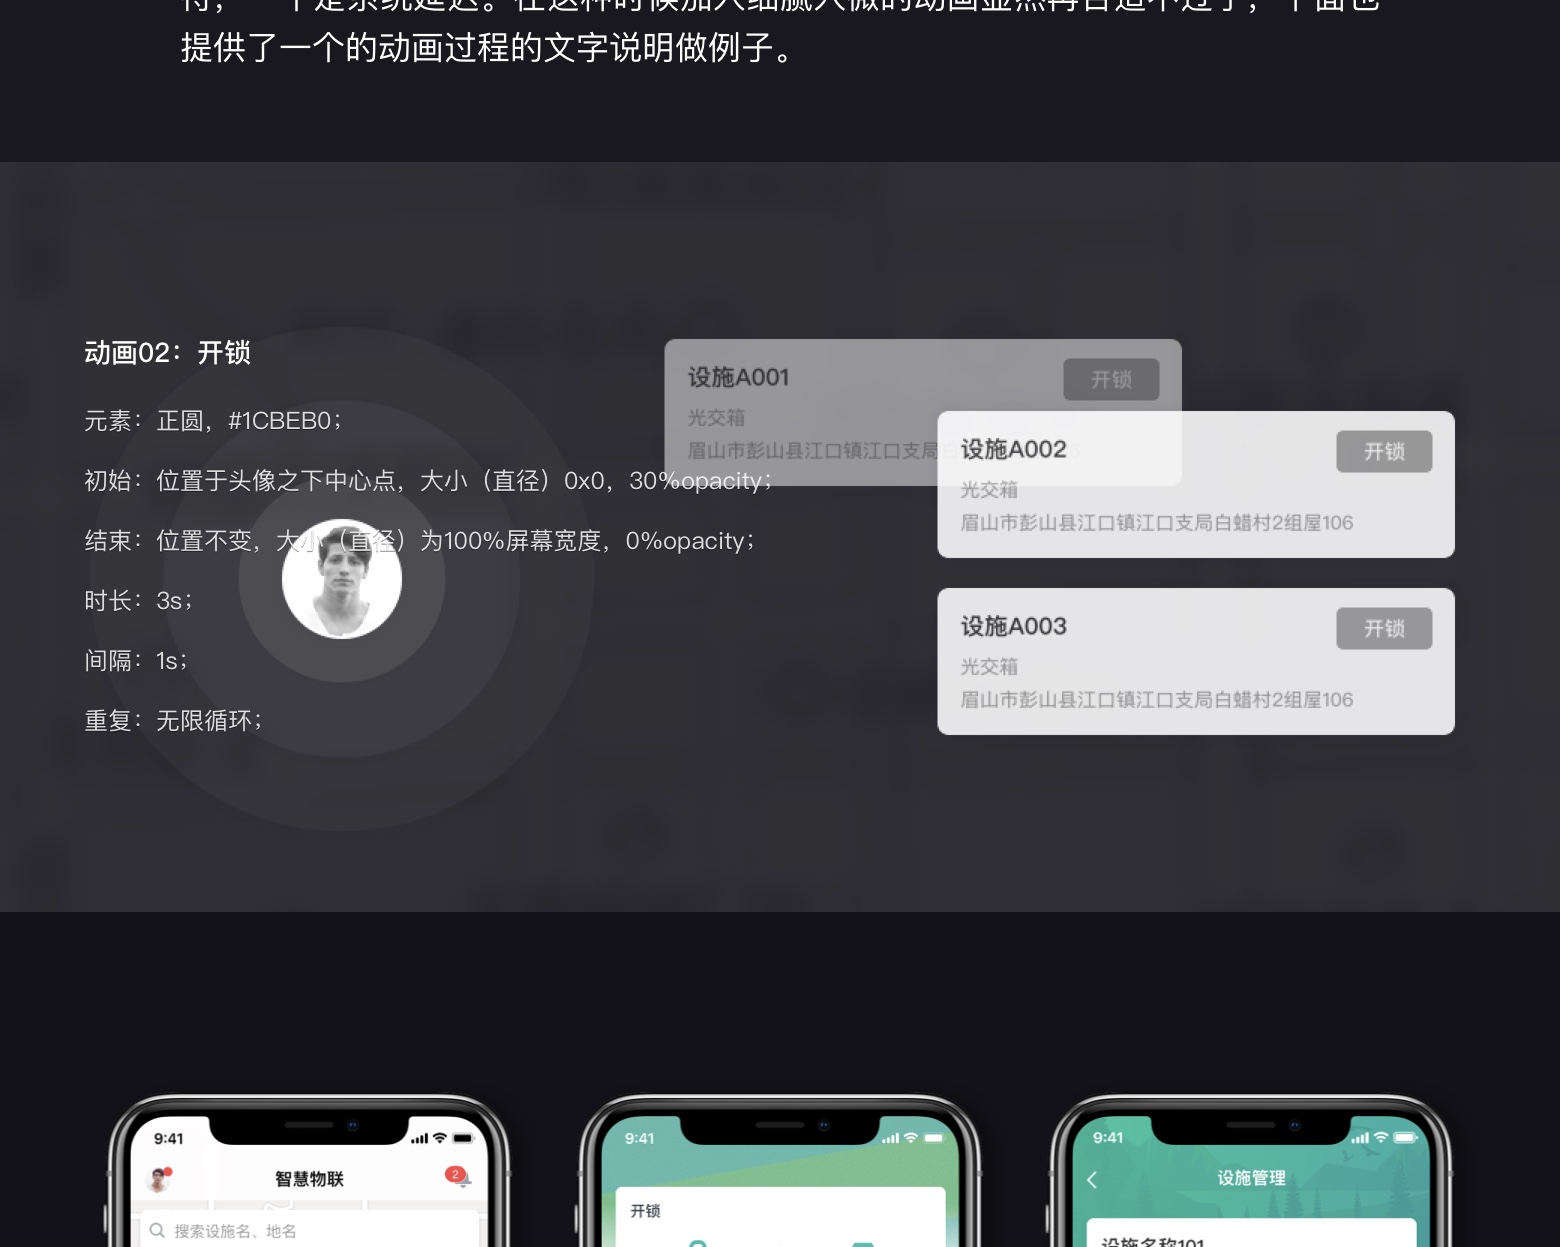 提供了一个的动画过程的文字说明做例子。
动画02：开锁
元素：正圆，#1CBEB0；
初始：位置于头像之下中心点，大小（直径）0x0，30%opacity；
结束：位置不变，大小（直径）为100%屏幕宽度，0%opacity；
时长：3s；
间隔：1s；
重复：无限循环；
设施A001
开锁
光交箱
眉山市彭山县江口镇江口支局
设施A002
开锁
光交箱
眉山市彭山县江口镇江口支局白蜡村2组屋106
设施A003
开锁
光交箱
眉山市彭山县江口镇江口支局白蜡村2组屋106
9:41
智慧物联
2
搜索设施名、地名
9:41
开锁
9:41
设施管理
设施名称101